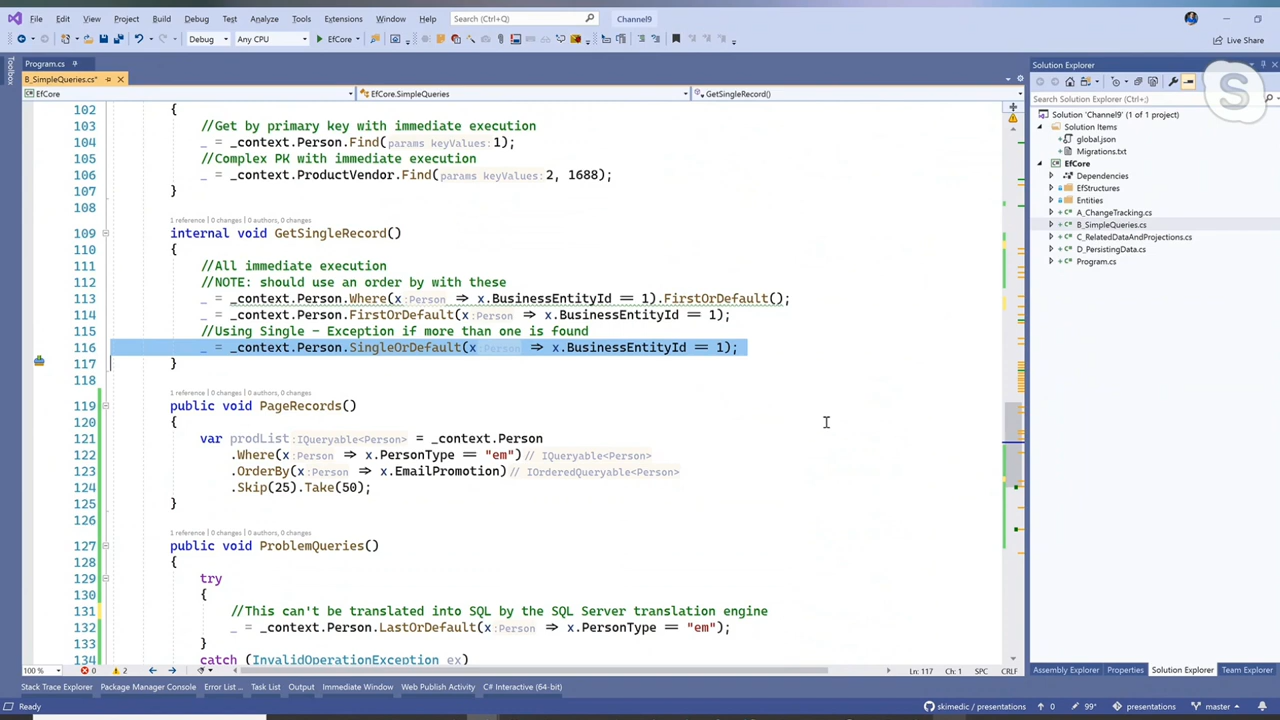 File Edit View Project Build Debug Test Analyze Tools Extensions Window Help Search (Ctrl+Q) Channel9
Debug Any CPU EfCore Live Share
Program.cs
B_SimpleQueries.cs*
EfCore EfCore.SimpleQueries GetSingleRecord()
Toolbox
102 {
103 //Get by primary key with immediate execution
104 _ = _context.Person.Find(params keyValues:1);
105 //Complex PK with immediate execution
106 _ = _context.ProductVendor.Find(params keyValues:2, 1688);
107 }
108
1 reference | 0 changes | 0 authors, 0 changes
109 internal void GetSingleRecord()
110 {
111 //All immediate execution
112 //NOTE: should use an order by with these
113 _ = _context.Person.Where(x:Person => x.BusinessEntityId == 1).FirstOrDefault();
114 _ = _context.Person.FirstOrDefault(x:Person => x.BusinessEntityId == 1);
115 //Using Single - Exception if more than one is found
116 _ = _context.Person.SingleOrDefault(x:Person => x.BusinessEntityId == 1);
117 }
118
1 reference | 0 changes | 0 authors, 0 changes
119 public void PageRecords()
120 {
121 var prodList:IQueryable<Person> = _context.Person
122 .Where(x:Person => x.PersonType == "em")// IQueryable<Person>
123 .OrderBy(x:Person => x.EmailPromotion)// IOrderedQueryable<Person>
124 .Skip(25).Take(50);
125 }
126
1 reference | 0 changes | 0 authors, 0 changes
127 public void ProblemQueries()
128 {
129 try
130 {
131 //This can't be translated into SQL by the SQL Server translation engine
132 _ = _context.Person.LastOrDefault(x:Person => x.PersonType == "em");
133 }
134 catch (InvalidOperationException ex)
100 % 0 2 Ln: 117 Ch: 1 SPC CRLF
Solution Explorer
Search Solution Explorer (Ctrl+;)
Solution 'Channel9' (1 of 1 project)
Solution Items
global.json
Migrations.txt
EfCore
Dependencies
EfStructures
Entities
A_ChangeTracking.cs
B_SimpleQueries.cs
C_RelatedDataAndProjections.cs
D_PersistingData.cs
Program.cs
Assembly Explorer Properties Solution Explorer Team Explorer
Stack Trace Explorer Package Manager Console Error List ... Task List Output Immediate Window Web Publish Activity C# Interactive (64-bit)
Ready skimedic / presentations 0 99+ presentations master